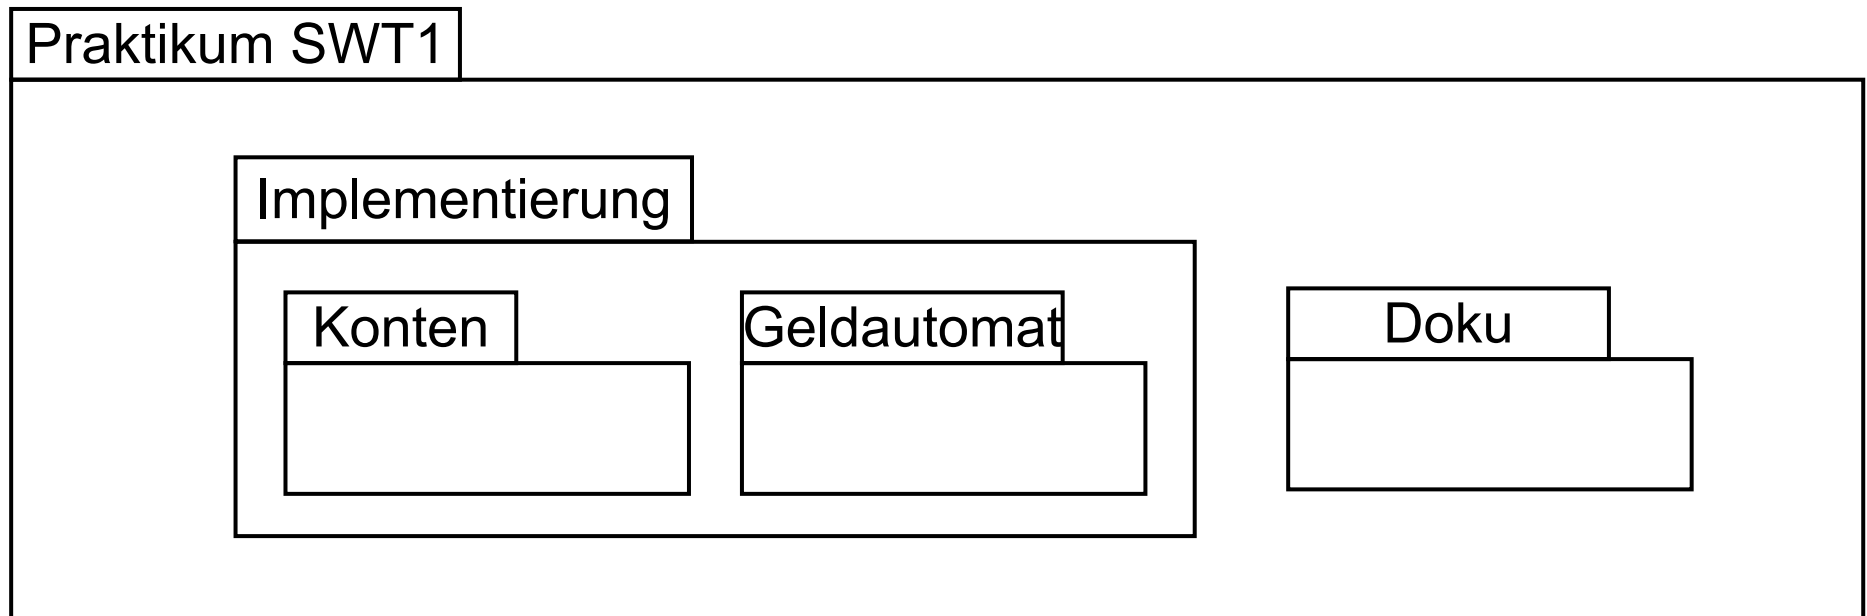 Praktikum SWT1
Implementierung
Konten
Geldautomat
Doku